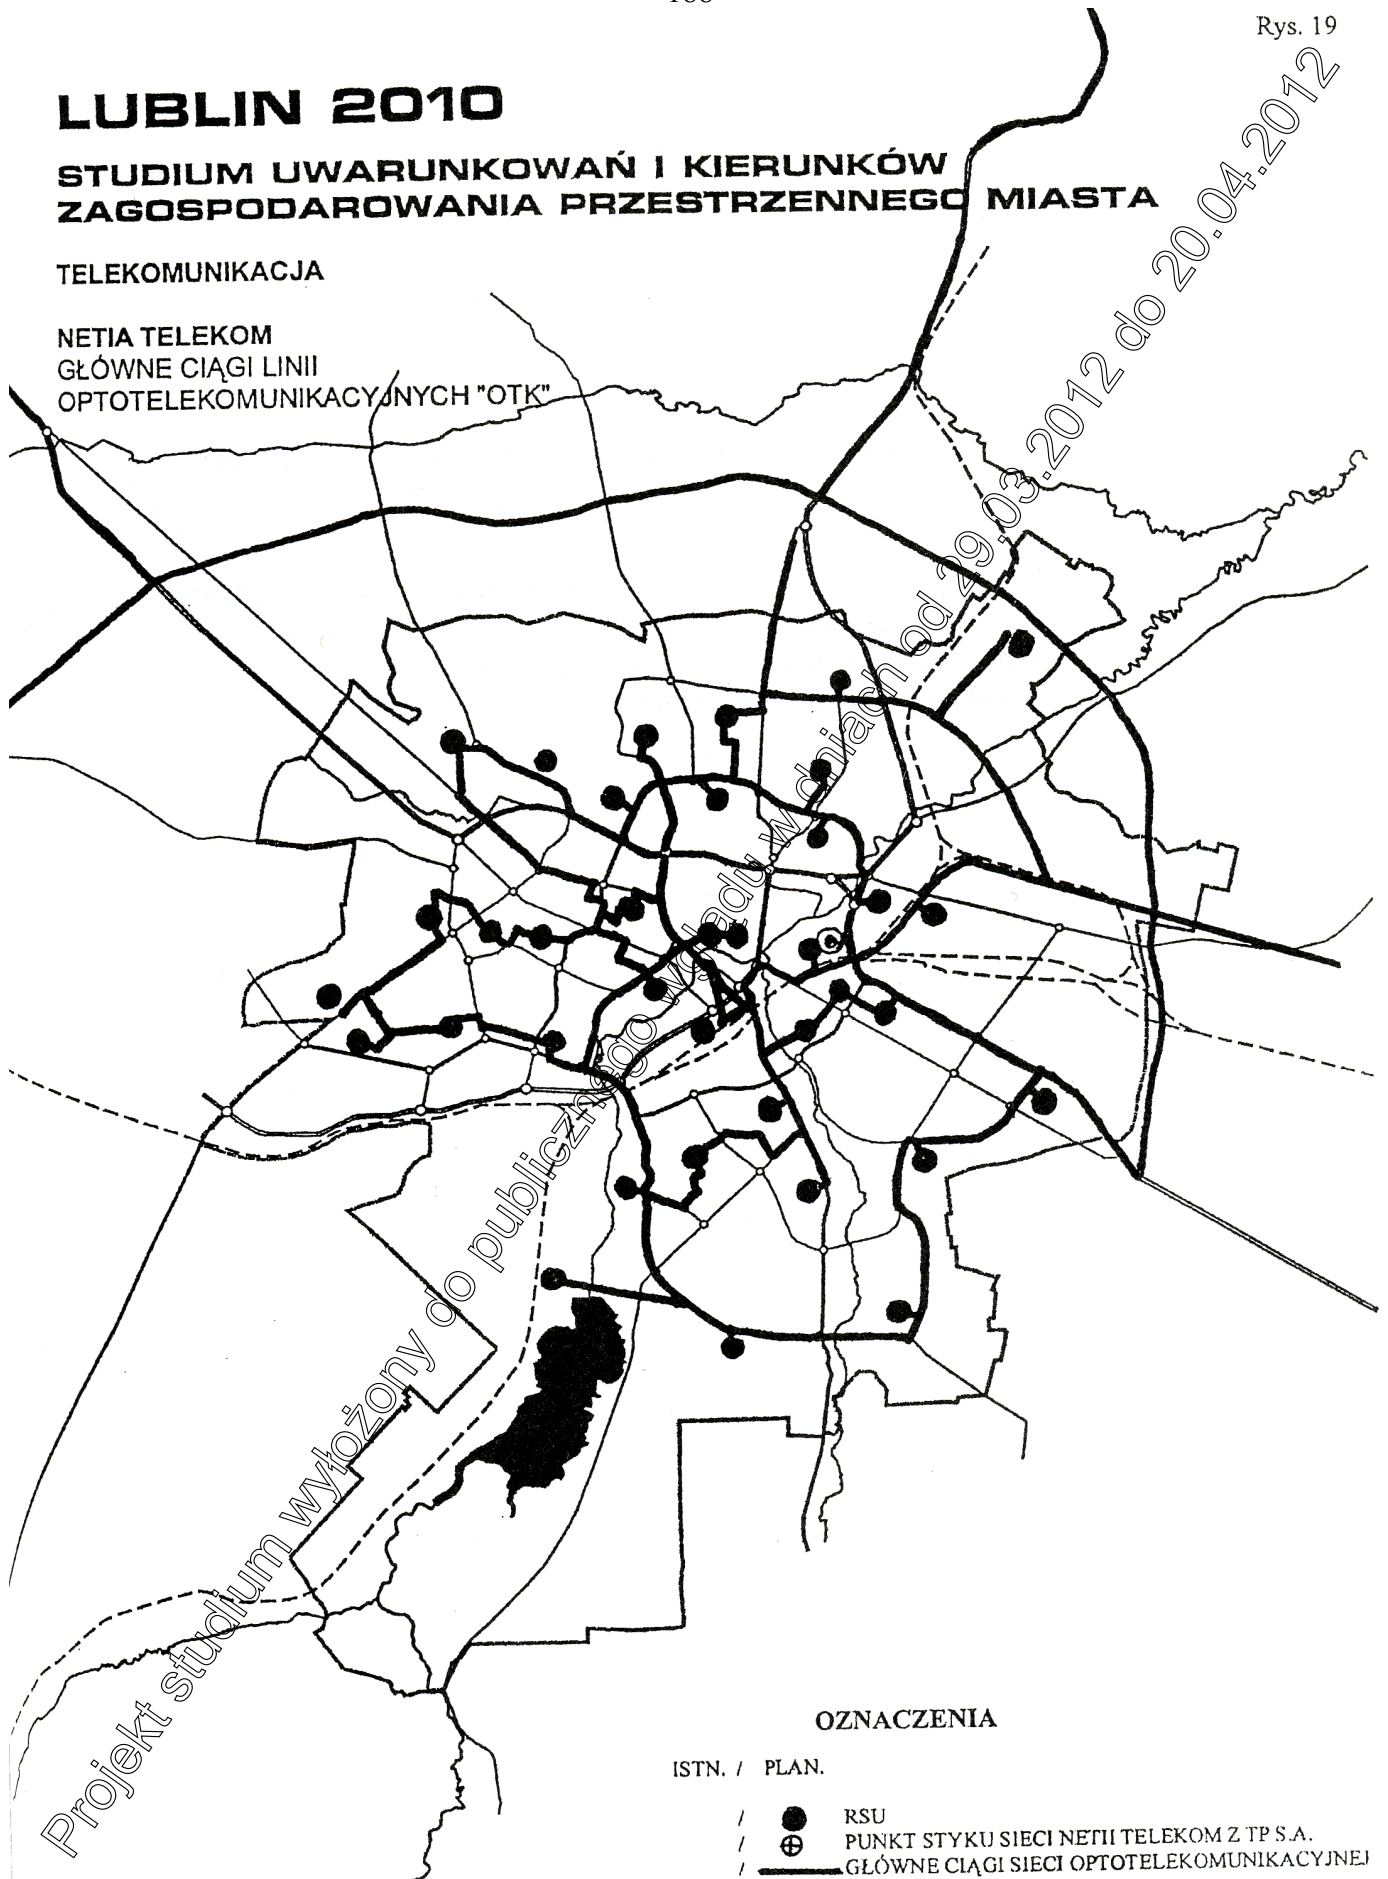 Rys. 19
LUBLIN 2010
STUDIUM UWARUNKOWAŃ I KIERUNKÓW
ZAGOSPODAROWANIA PRZESTRZENNEGO MIASTA
TELEKOMUNIKACJA
NETIA TELEKOM
GŁÓWNE CIĄGI LINII
OPTOTELEKOMUNIKACYJNYCH "OTK"
Projekt studium wyłożony do publicznego wglądu w dniach od 29.03.2012 do 20.04.2012
OZNACZENIA
ISTN. / PLAN.
/ RSU
/ PUNKT STYKU SIECI NETII TELEKOM Z TP S.A.
/ GŁÓWNE CIĄGI SIECI OPTOTELEKOMUNIKACYJNEJ